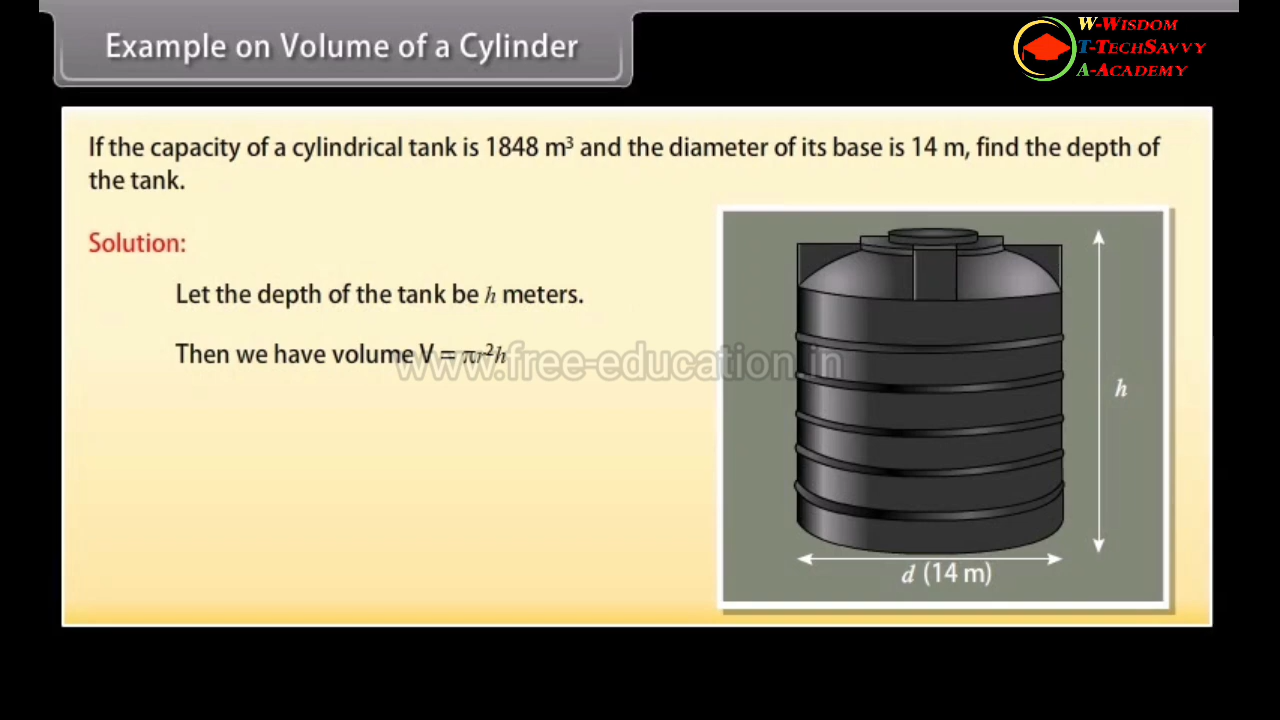 Example on Volume of a Cylinder
W-Wisdom
T-TechSavvy
A-Academy
If the capacity of a cylindrical tank is 1848 m³ and the diameter of its base is 14 m, find the depth of
the tank.
Solution:
Let the depth of the tank be h meters.
Then we have volume V = πr²h
www.free-education.in
h
d (14 m)